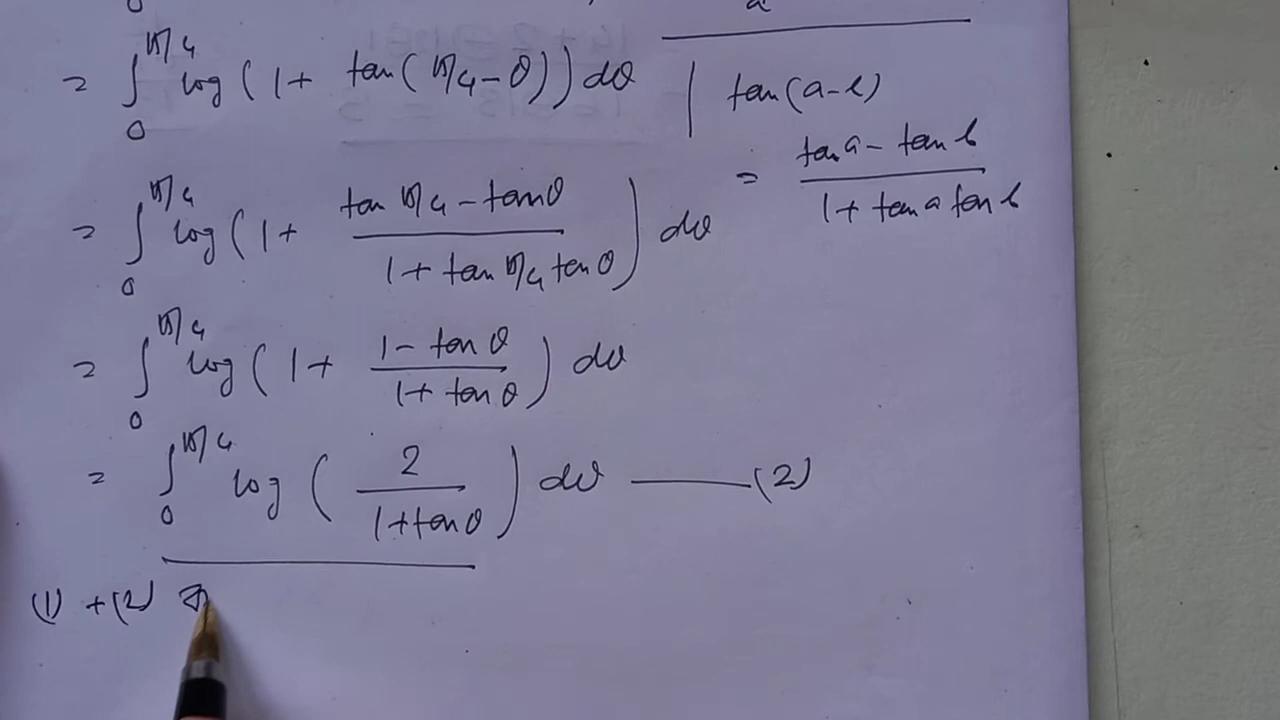 = ∫₀^{π/4} log(1 + tan(π/4 − θ)) dθ | tan(a−b)
= tan a − tan b / 1 + tan a tan b
= ∫₀^{π/4} log(1 + (tan π/4 − tanθ) / (1 + tan π/4 tanθ)) dθ
= ∫₀^{π/4} log(1 + (1 − tanθ) / (1 + tanθ)) dθ
= ∫₀^{π/4} log(2 / (1 + tanθ)) dθ —— (2)
(1) + (2)